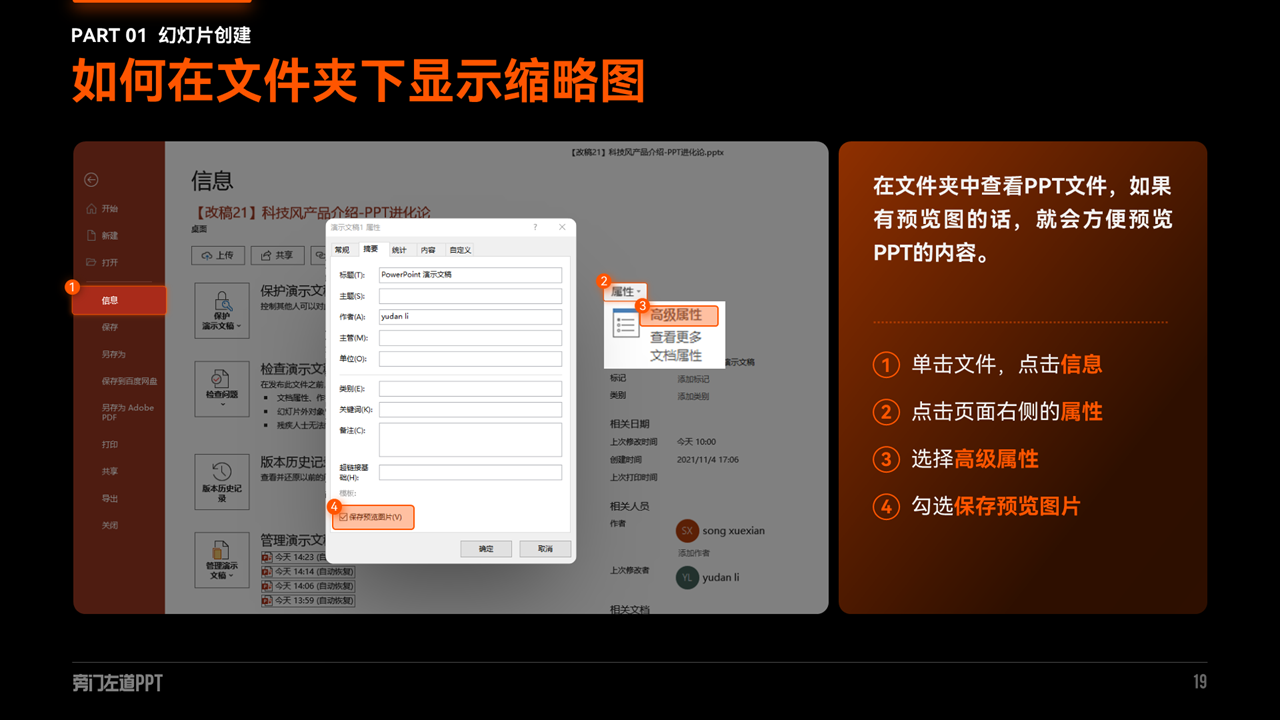 PART 01 幻灯片创建
如何在文件夹下显示缩略图
【改稿21】科技风产品介绍-PPT进化论.pptx
信息
【改稿21】科技风产品介绍-PPT进化论
桌面
上传
共享
开始
新建
打开
1
信息
保存
另存为
保存到百度网盘
另存为 Adobe
PDF
打印
共享
导出
关闭
保护
演示文稿
保护演示文
控制其他人可以对
检查问题
检查演示文
在发布此文件之前
文档属性、作
幻灯片外对象
残疾人士无法
版本历史记
录
版本历史记
查看并还原以前的
管理演示
文稿
管理演示文
今天 14:23 (自
今天 14:14 (自动恢复)
今天 14:06 (自动恢复)
今天 13:59 (自动恢复)
演示文稿1 属性
?
常规
摘要
统计
内容
自定义
标题(T):
PowerPoint 演示文稿
主题(S):
作者(A):
yudan li
主管(M):
单位(O):
类别(E):
关键词(K):
备注(C):
超链接基
础(H):
模板:
4
保存预览图片(V)
确定
取消
2
属性
3
高级属性
查看更多
文档属性
演示文稿
标记
添加标记
类别
添加类别
相关日期
上次修改时间
今天 10:00
创建时间
2021/11/4 17:06
上次打印时间
相关人员
作者
SX
song xuexian
添加作者
上次修改者
YL
yudan li
相关文档
在文件夹中查看PPT文件，如果
有预览图的话，就会方便预览
PPT的内容。
1 单击文件，点击信息
2 点击页面右侧的属性
3 选择高级属性
4 勾选保存预览图片
旁门左道PPT
19